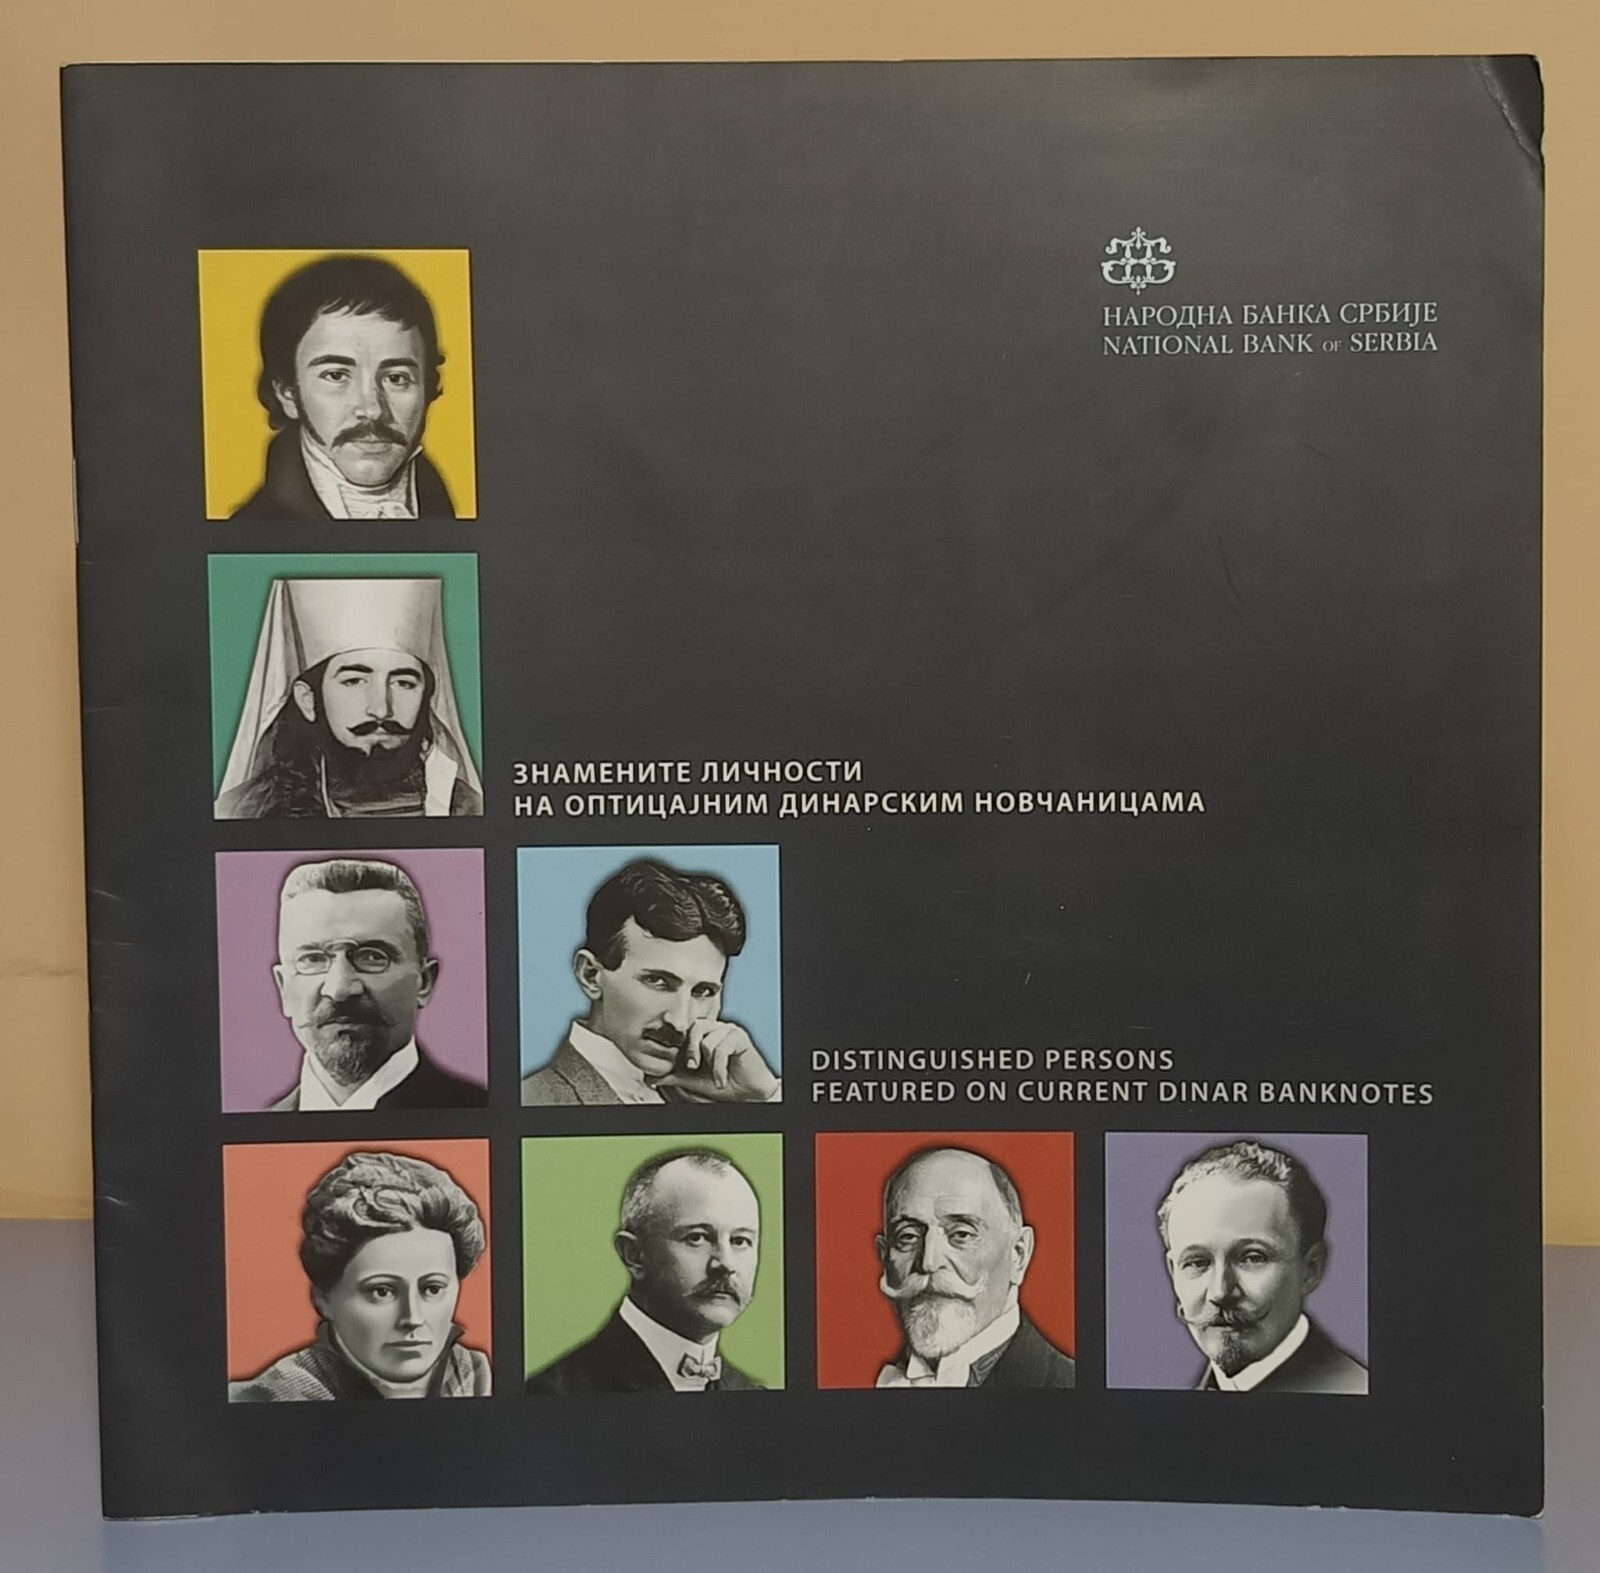 НАРОДНА БАНКА СРБИЈЕ
NATIONAL BANK OF SERBIA
ЗНАМЕНИТЕ ЛИЧНОСТИ
НА ОПТИЦАЈНИМ ДИНАРСКИМ НОВЧАНИЦАМА
DISTINGUISHED PERSONS
FEATURED ON CURRENT DINAR BANKNOTES